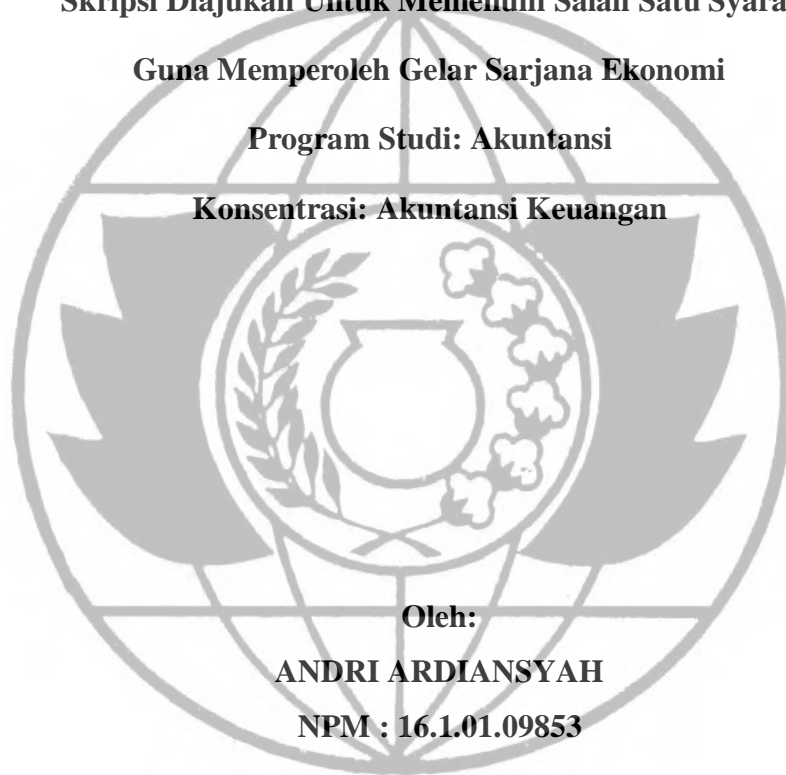 Skripsi Diajukan Untuk Memenuhi Salah Satu Syara
Guna Memperoleh Gelar Sarjana Ekonomi
Program Studi: Akuntansi
Konsentrasi: Akuntansi Keuangan
Oleh:
ANDRI ARDIANSYAH
NPM : 16.1.01.09853